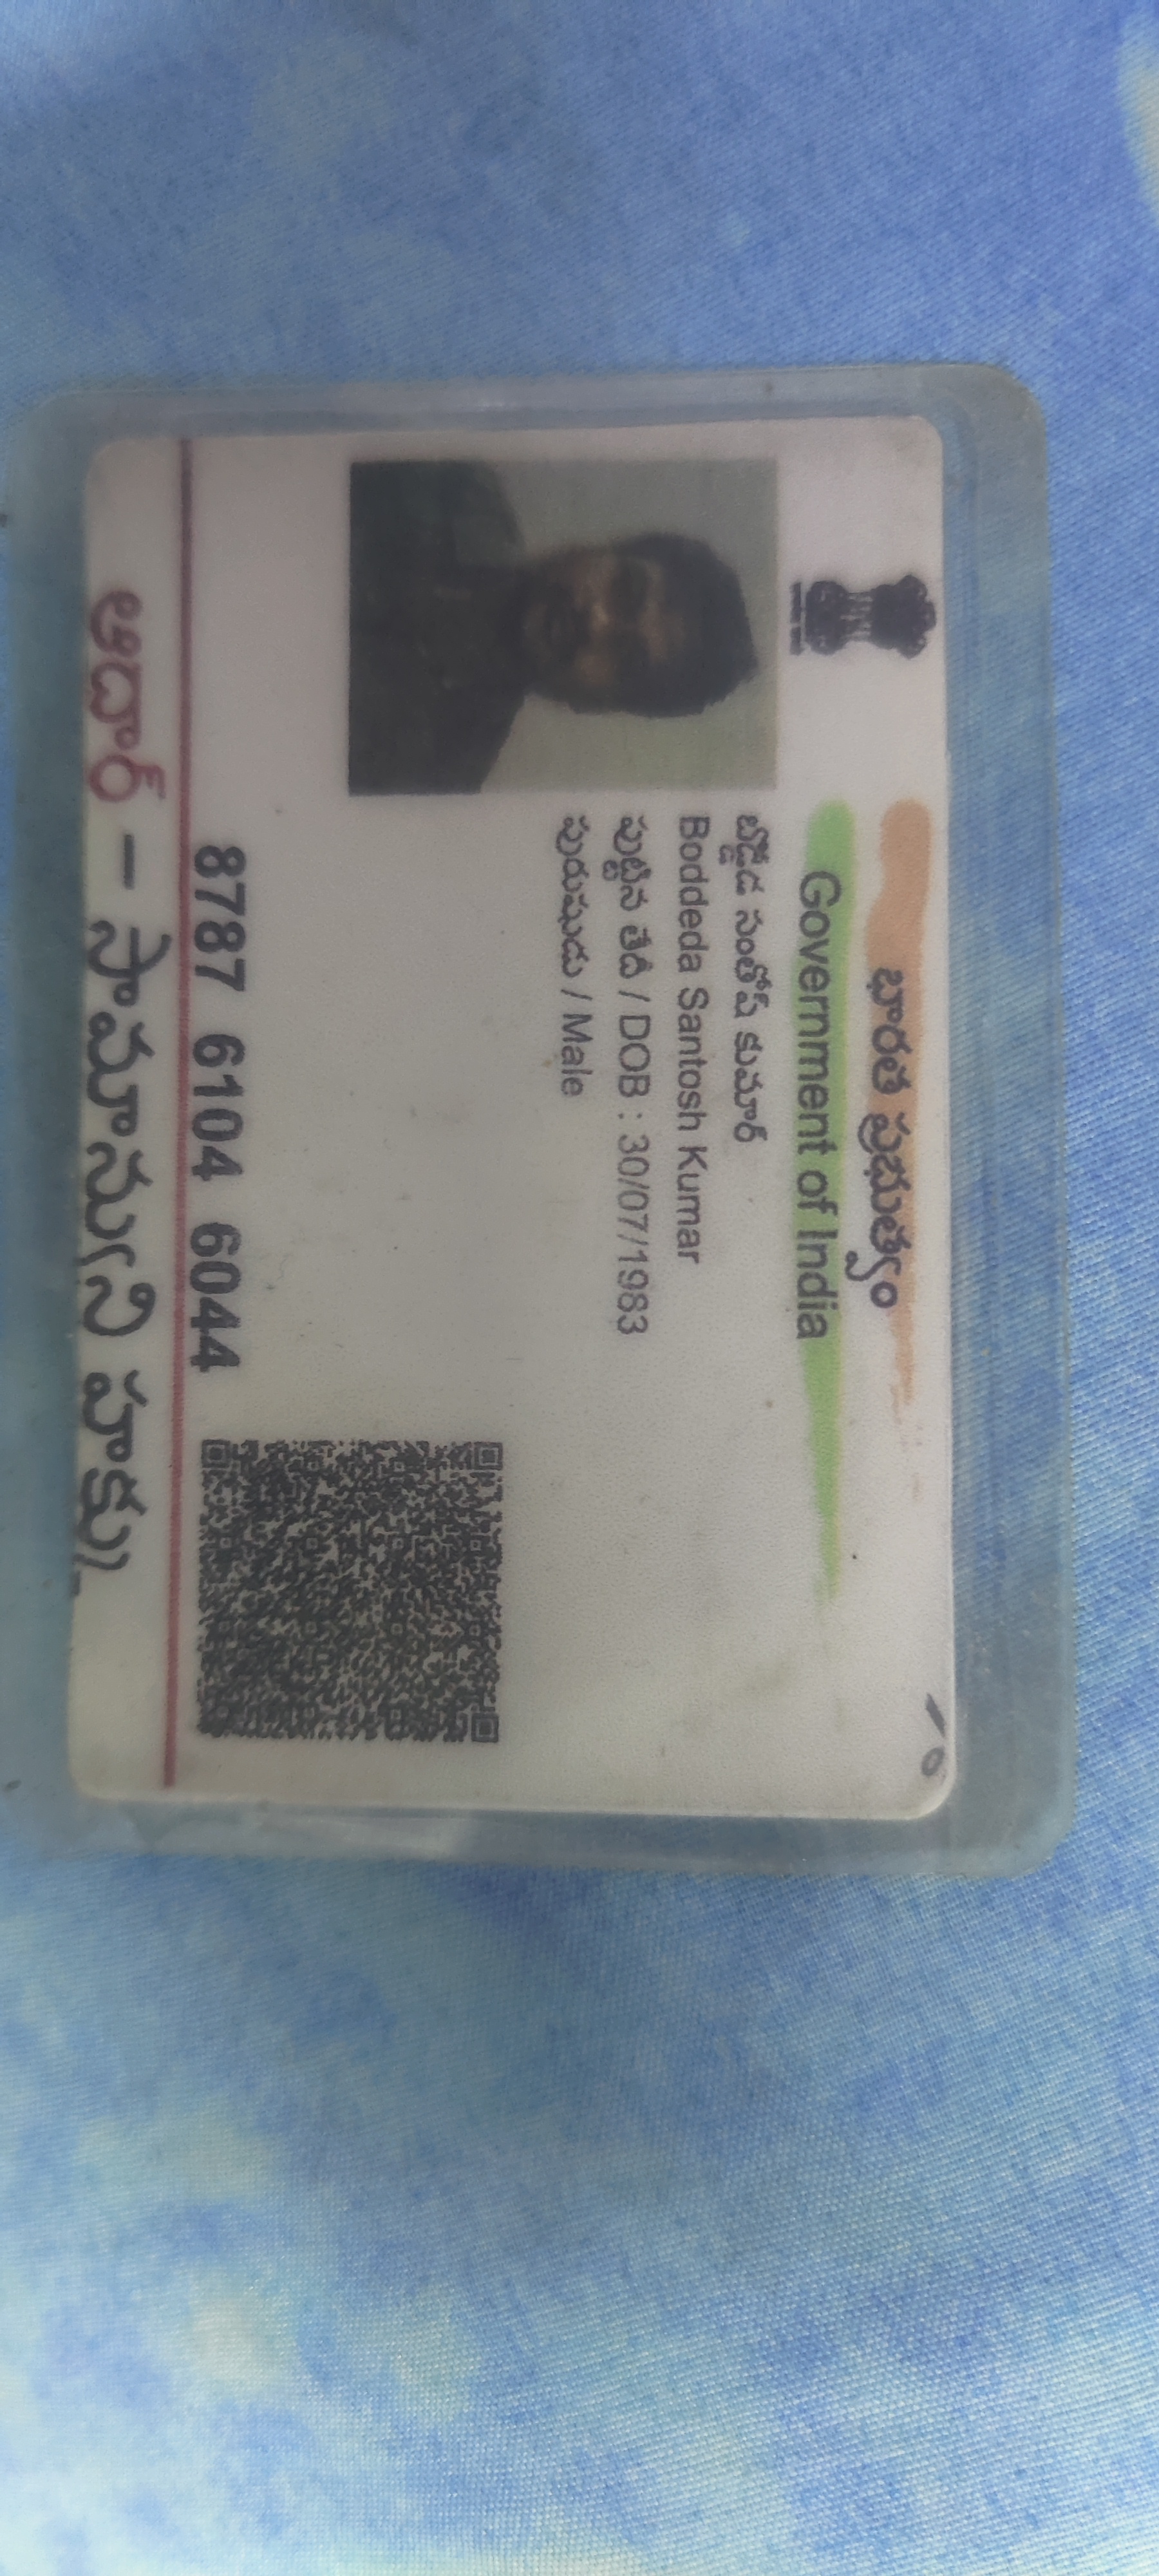 భారత ప్రభుత్వం
Government of India
బొడ్డేడ సంతోష్ కుమార్
Boddeda Santosh Kumar
పుట్టిన తేదీ / DOB : 30/07/1983
పురుషుడు / Male
8787 6104 6044
ఆధార్ - సామాన్యుని హక్కు